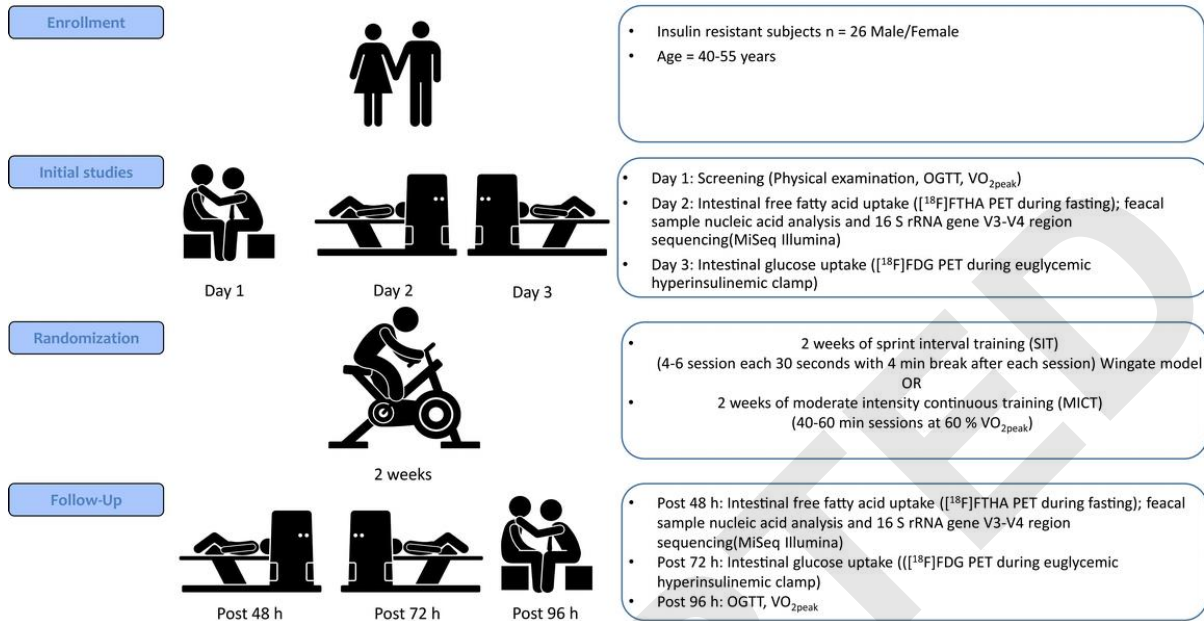 Enrollment
• Insulin resistant subjects n = 26 Male/Female
• Age = 40-55 years
Initial studies
Day 1
Day 2
Day 3
• Day 1: Screening (Physical examination, OGTT, VO2peak)
• Day 2: Intestinal free fatty acid uptake ([18F]FTHA PET during fasting); feacal
sample nucleic acid analysis and 16 S rRNA gene V3-V4 region
sequencing(MiSeq Illumina)
• Day 3: Intestinal glucose uptake ([18F]FDG PET during euglycemic
hyperinsulinemic clamp)
Randomization
2 weeks
• 2 weeks of sprint interval training (SIT)
(4-6 session each 30 seconds with 4 min break after each session) Wingate model
OR
• 2 weeks of moderate intensity continuous training (MICT)
(40-60 min sessions at 60 % VO2peak)
Follow-Up
Post 48 h
Post 72 h
Post 96 h
• Post 48 h: Intestinal free fatty acid uptake ([18F]FTHA PET during fasting); feacal
sample nucleic acid analysis and 16 S rRNA gene V3-V4 region
sequencing(MiSeq Illumina)
• Post 72 h: Intestinal glucose uptake (([18F]FDG PET during euglycemic
hyperinsulinemic clamp)
• Post 96 h: OGTT, VO2peak
PTED